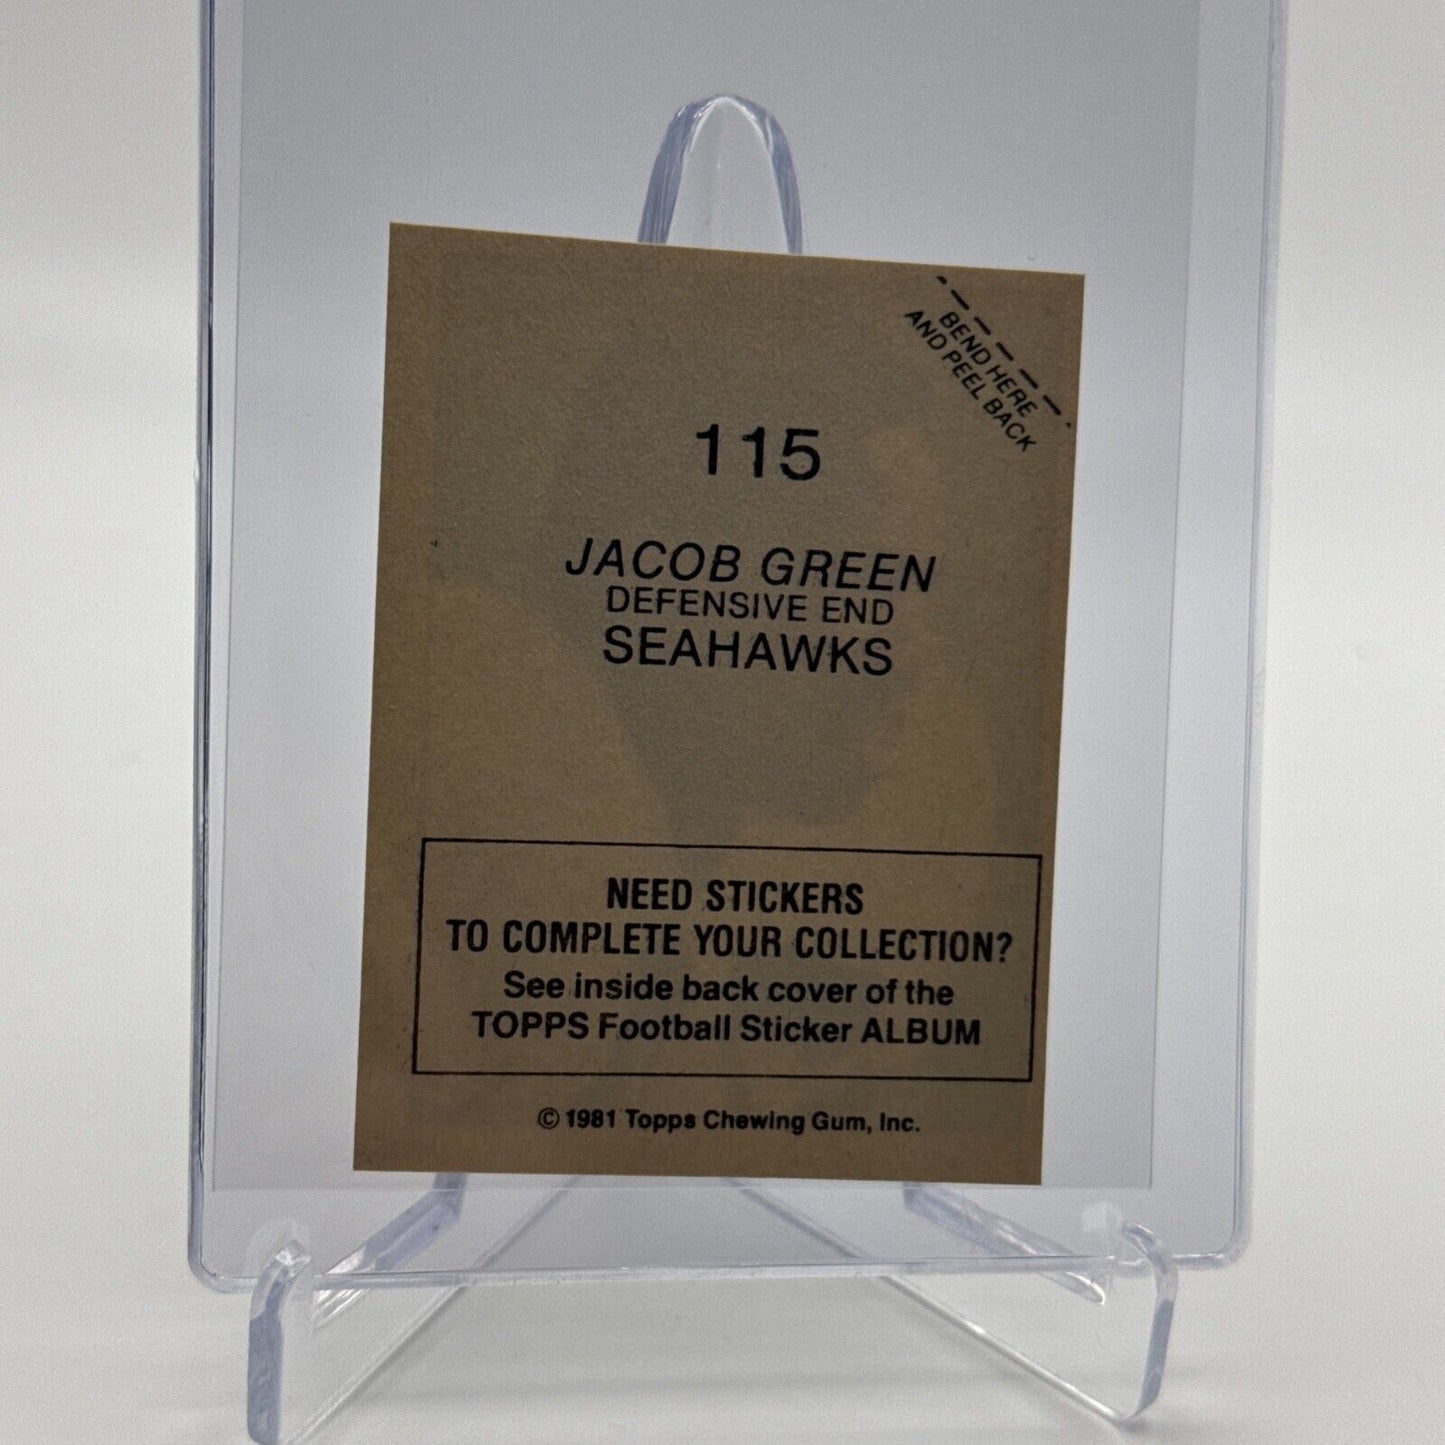 BEND HERE
AND PEEL BACK
115
JACOB GREEN
DEFENSIVE END
SEAHAWKS
NEED STICKERS
TO COMPLETE YOUR COLLECTION?
See inside back cover of the
TOPPS Football Sticker ALBUM
© 1981 Topps Chewing Gum, Inc.